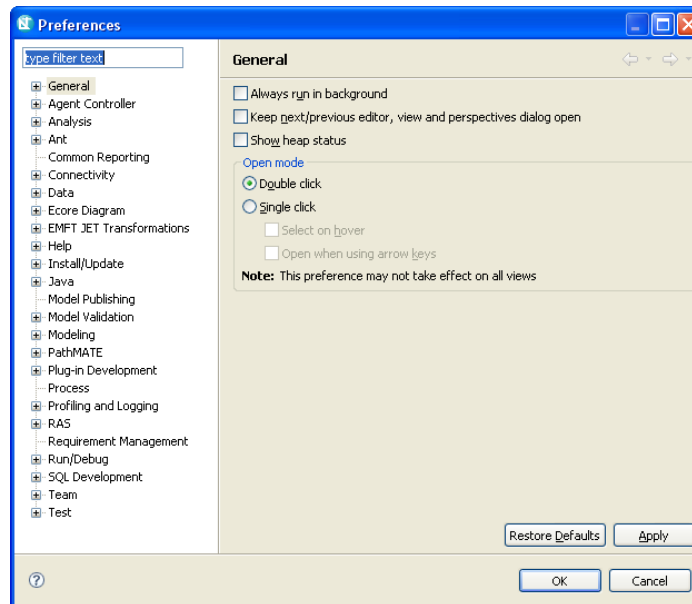 Preferences
type filter text
General
Agent Controller
Analysis
Ant
Common Reporting
Connectivity
Data
Ecore Diagram
EMFT JET Transformations
Help
Install/Update
Java
Model Publishing
Model Validation
Modeling
PathMATE
Plug-in Development
Process
Profiling and Logging
RAS
Requirement Management
Run/Debug
SQL Development
Team
Test
General
Always run in background
Keep next/previous editor, view and perspectives dialog open
Show heap status
Open mode
Double click
Single click
Select on hover
Open when using arrow keys
Note: This preference may not take effect on all views
Restore Defaults
Apply
?
OK
Cancel